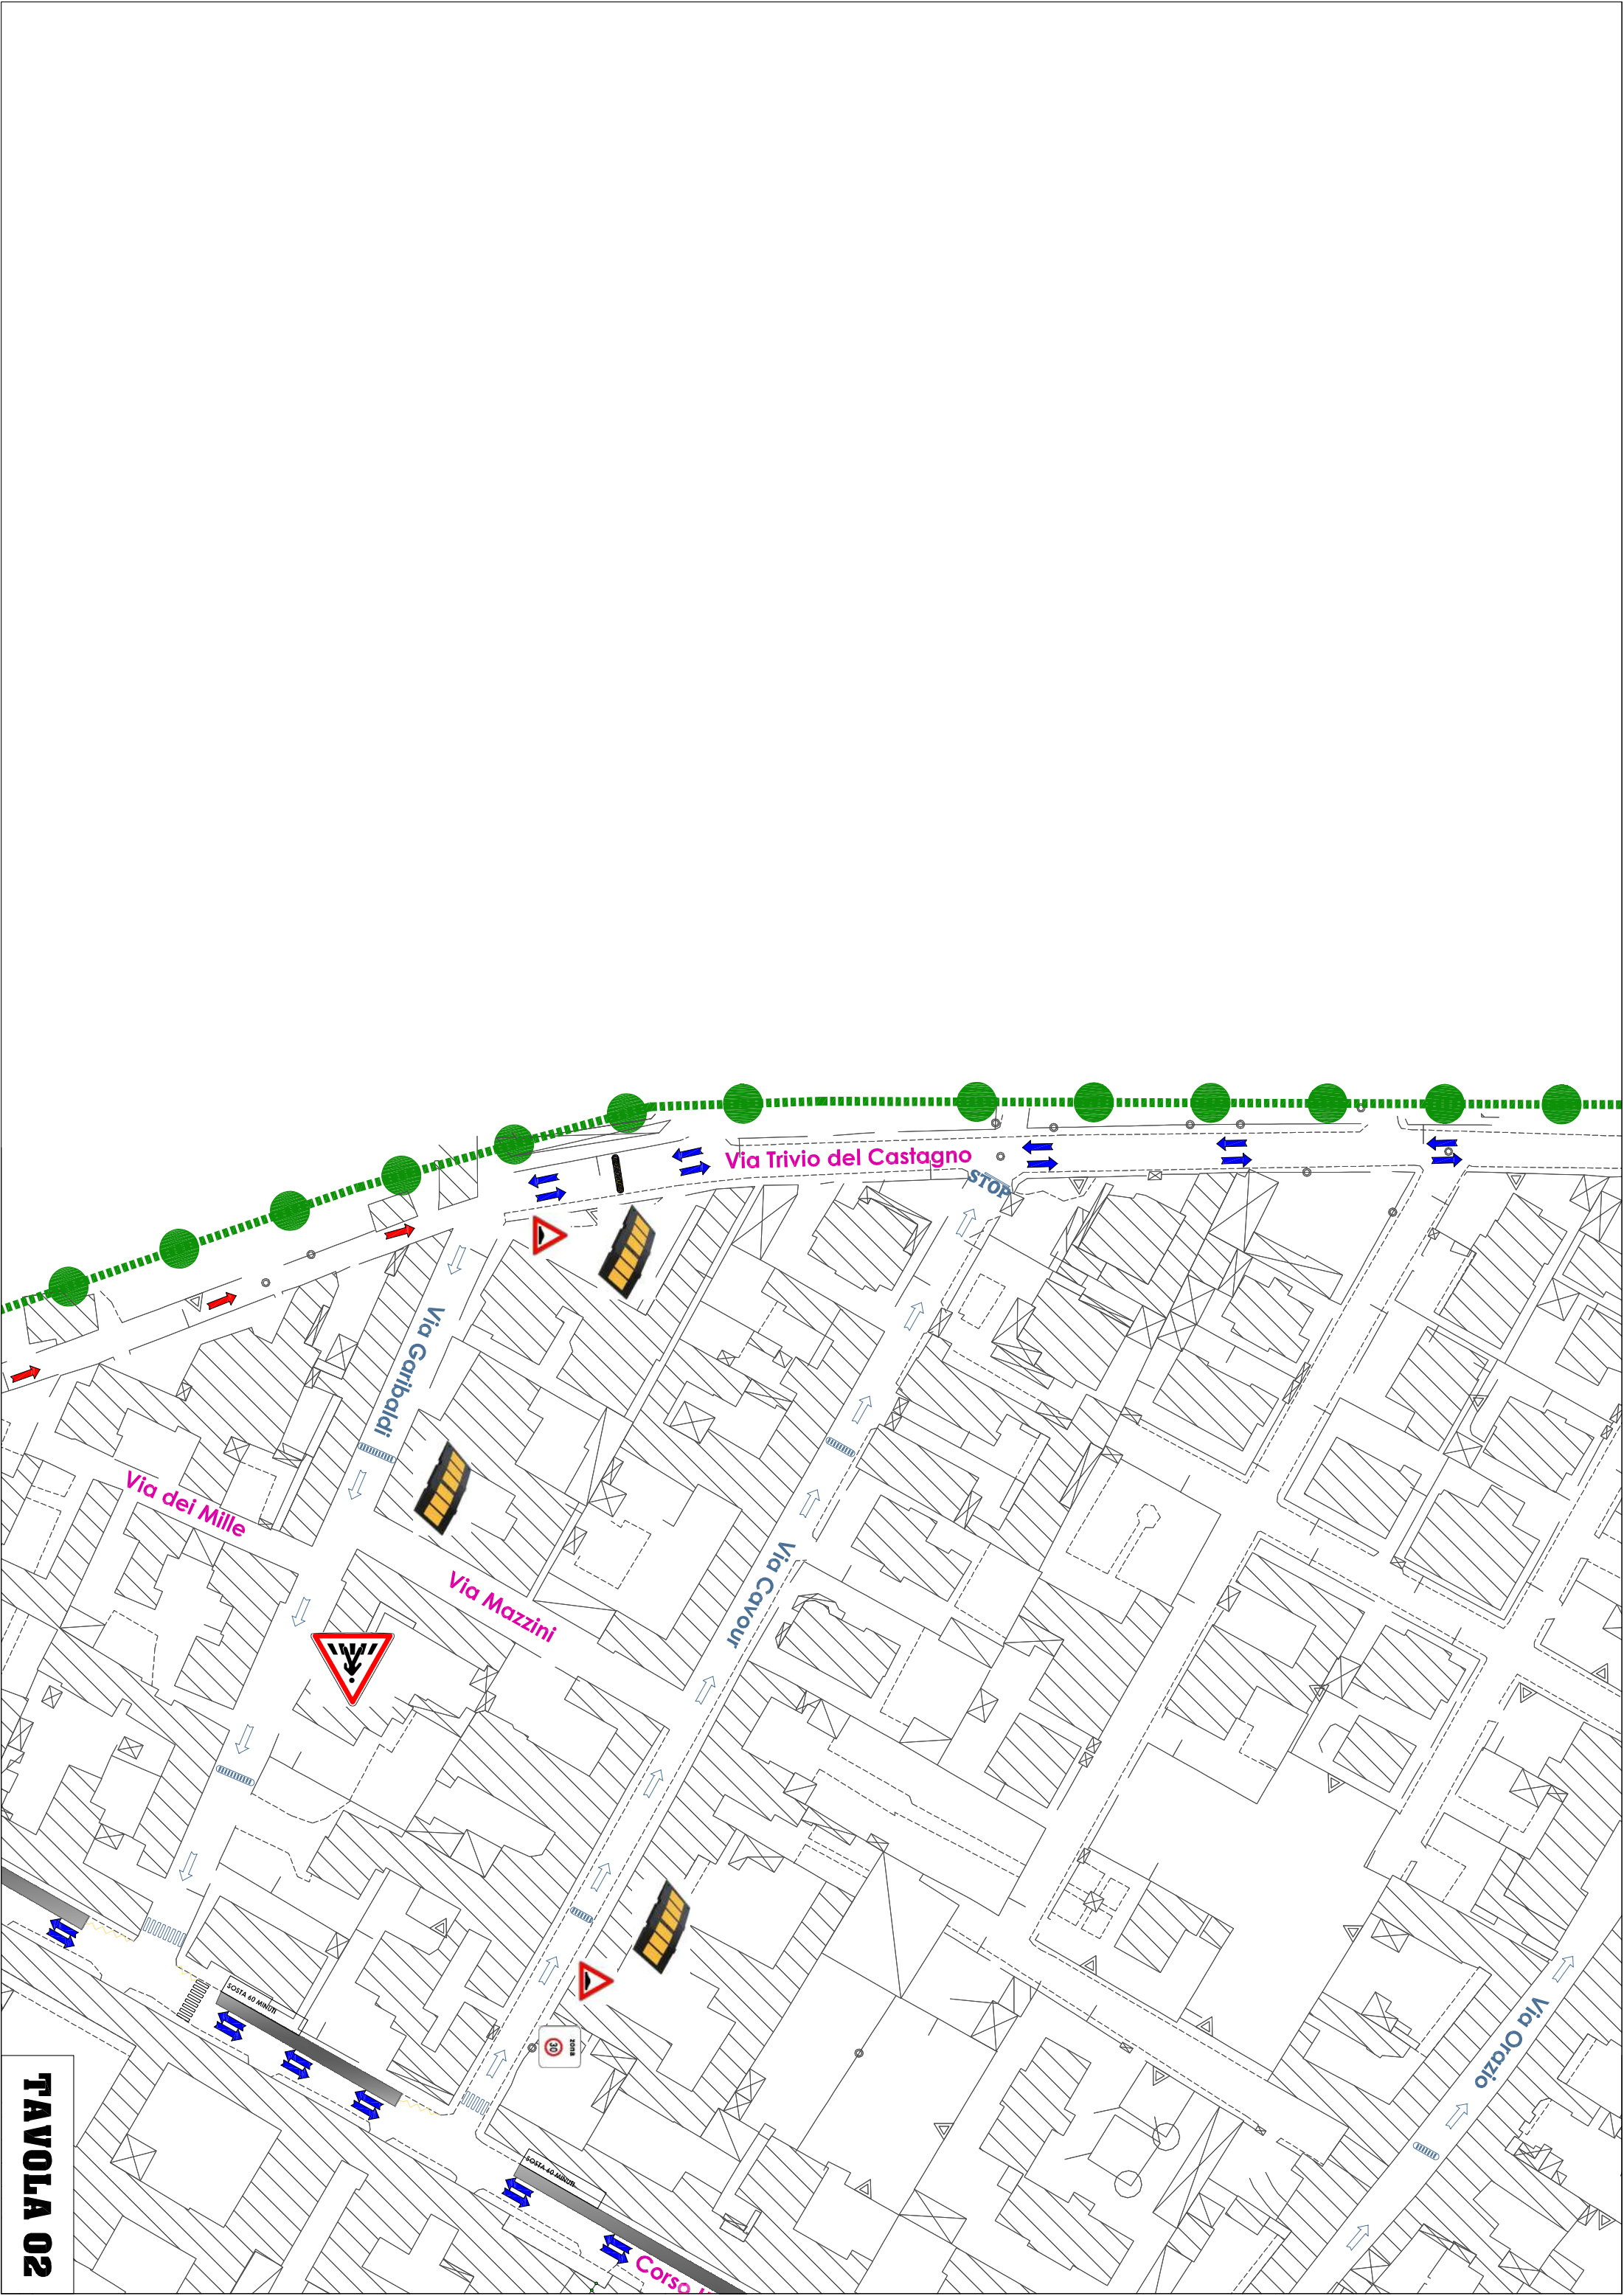 Via Trivio del Castagno
STOP
Via Garibaldi
Via dei Mille
Via Mazzini
Via Cavour
Via Orazio
SOSTA 60 MINUTI
zona
30
SOSTA 60 MINUTI
Corso
TAVOLA 02